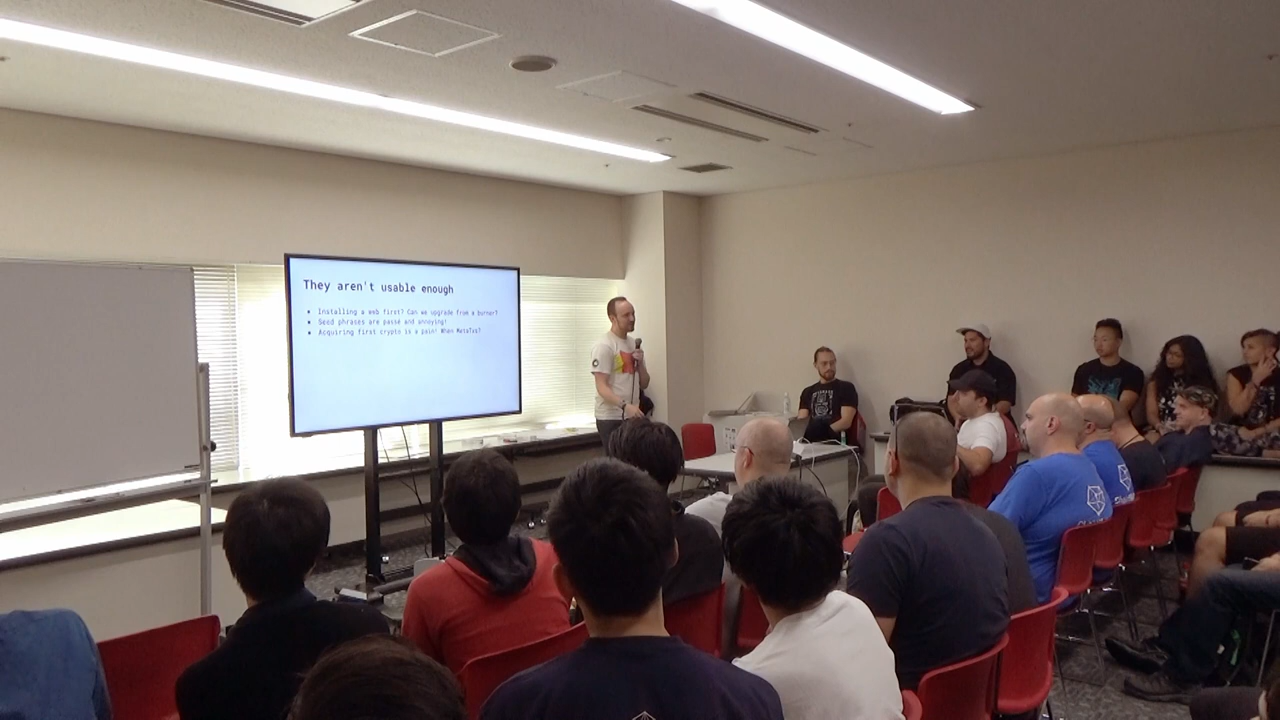 They aren't usable enough
• Installing a web first? Can we upgrade from a burner?
• Seed phrases are passé and annoying!
• Acquiring first crypto is a pain! When MetaTab?